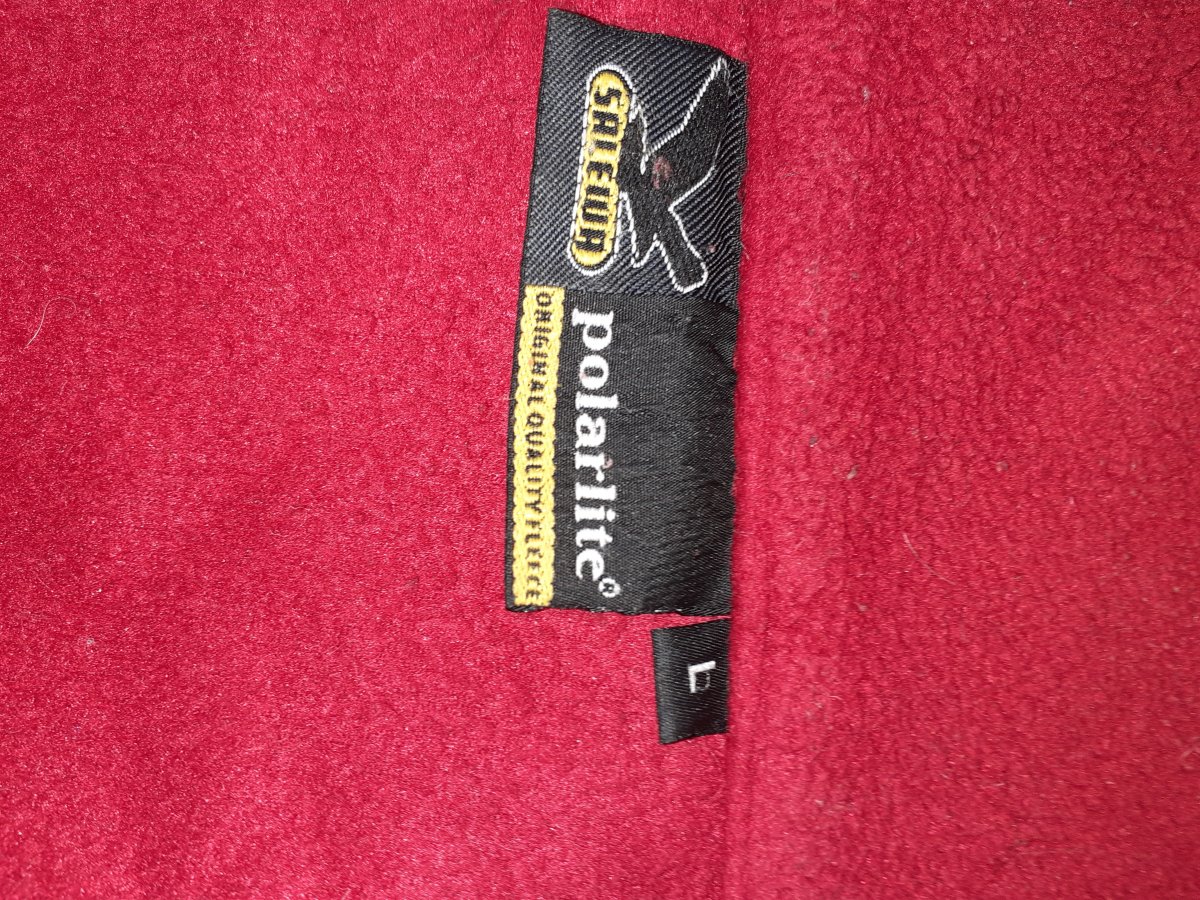 SALEWA
polarlite®
ORIGINAL QUALITY FLEECE
L